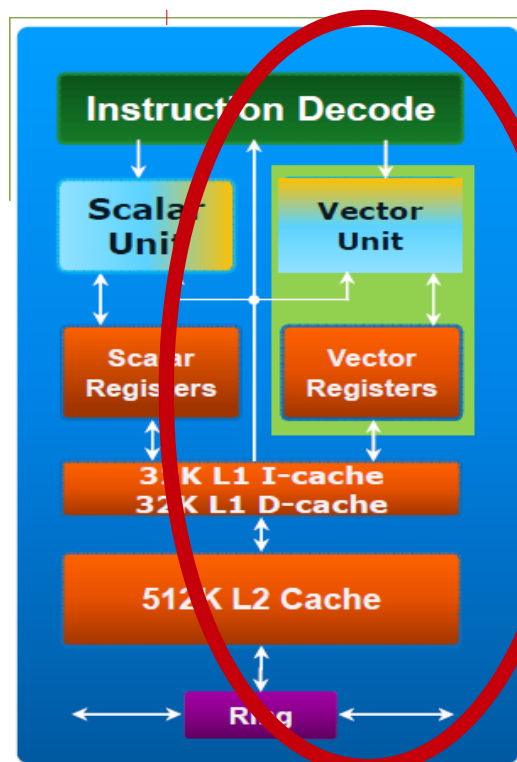 Instruction Decode
Scalar
Unit
Vector
Unit
Scalar
Registers
Vector
Registers
32K L1 I-cache
32K L1 D-cache
512K L2 Cache
Ring